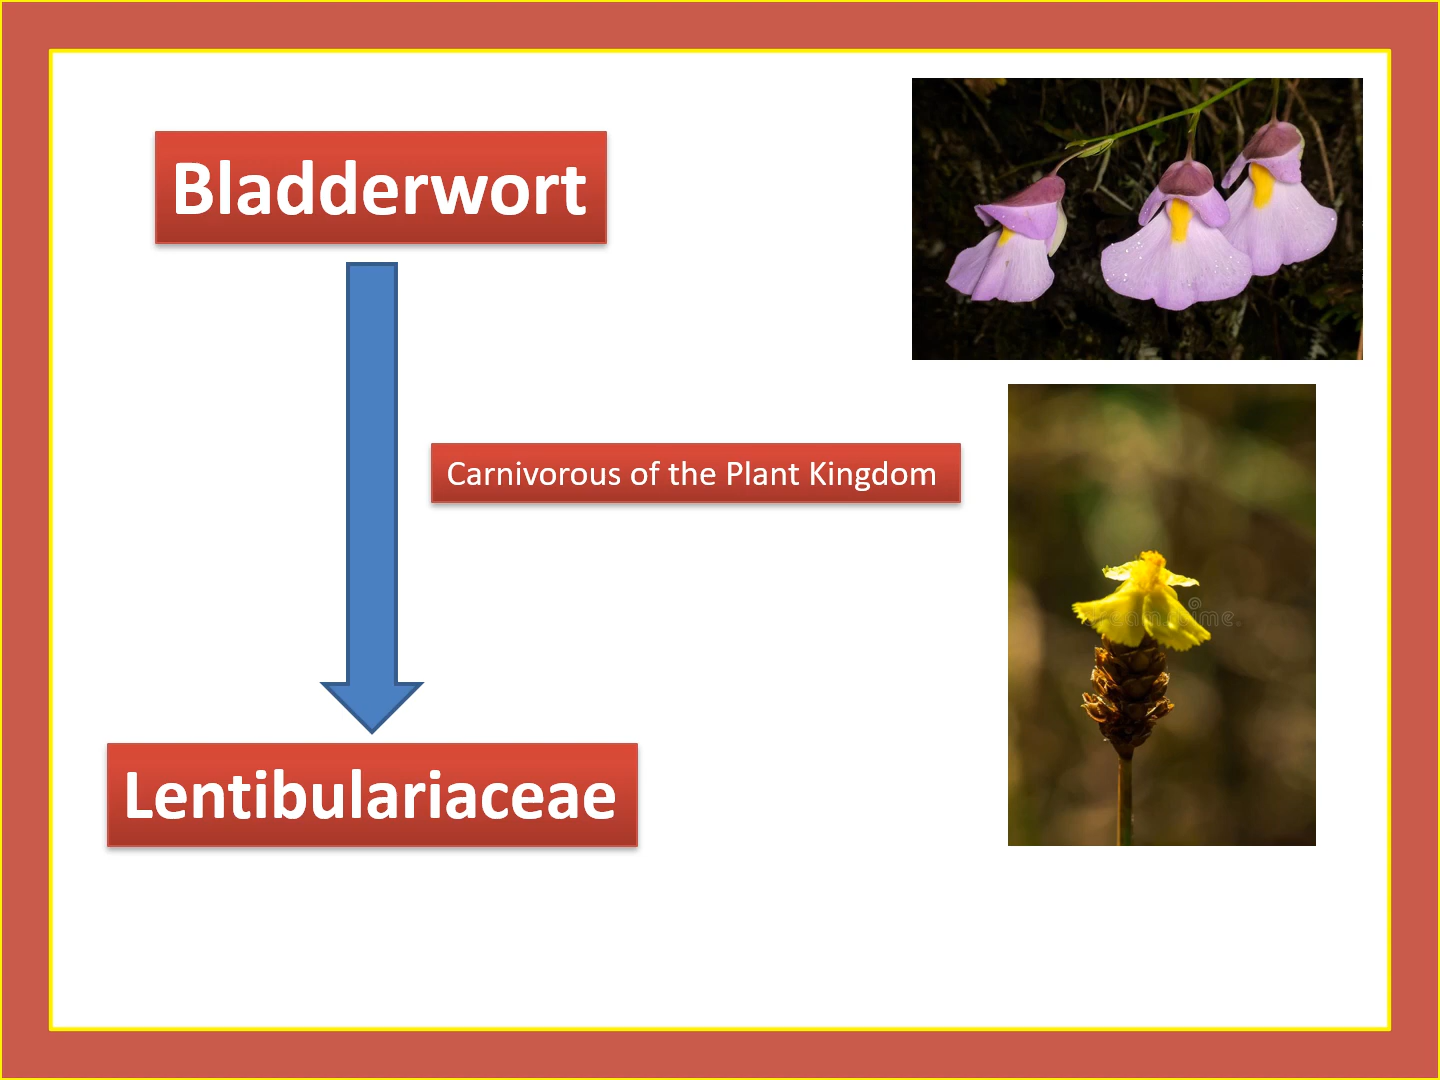 Bladderwort
Carnivorous of the Plant Kingdom
Lentibulariaceae